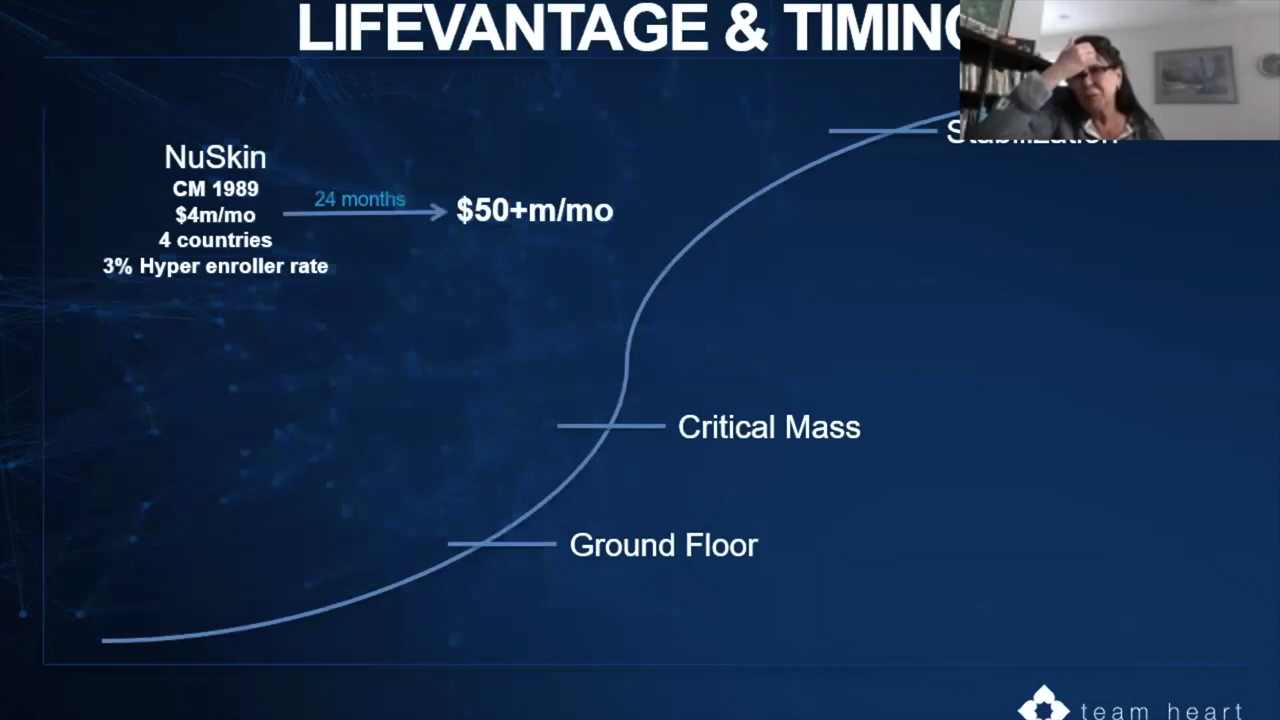 LIFEVANTAGE & TIMING
NuSkin
CM 1989
$4m/mo
4 countries
3% Hyper enroller rate
24 months
$50+m/mo
Stabilization
Critical Mass
Ground Floor
team heart